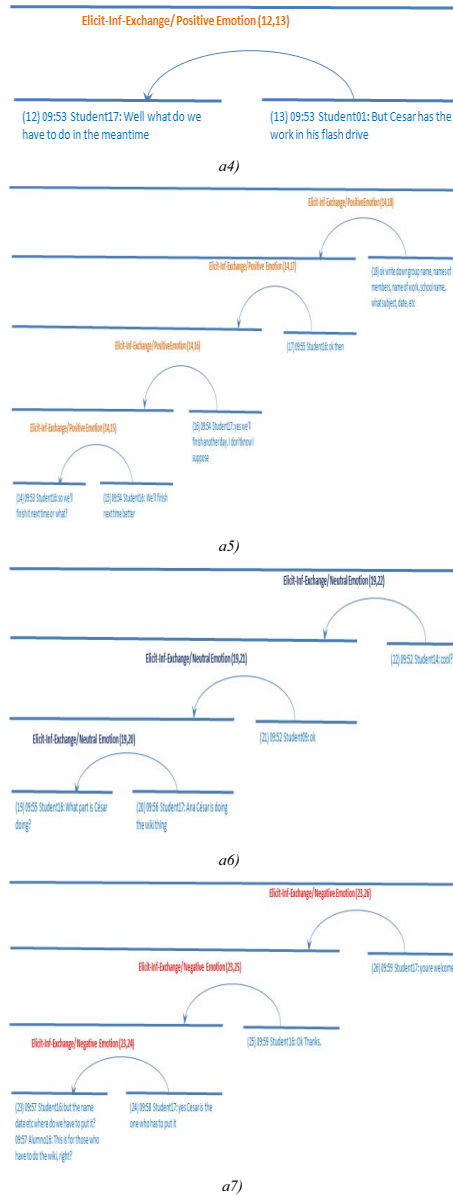 Elicit-Inf-Exchange/ Positive Emotion (12,13)
(12) 09:53 Student17: Well what do we
have to do in the meantime
(13) 09:53 Student01: But Cesar has the
work in his flash drive
a4)
Elicit-Inf-Exchange/PositiveEmotion (14,18)
(18) ok write down group name, names of
members, name of work, school name,
what subject, date, etc
Elicit-Inf-Exchange/Positive Emotion (14,17)
(17) 09:55 Student16: ok then
Elicit-Inf-Exchange/PositiveEmotion (14,16)
(16) 09:54 Student17: yes we'll
finish another day. I don't know I
suppose
Elicit-Inf-Exchange/PositiveEmotion (14,15)
(14) 09:53 Student16: so we'll
finish it next time or what?
(15) 09:54 Student16: We'll finish
next time better
a5)
Elicit-Inf-Exchange/ Neutral Emotion (19,22)
(22) 09:52 Student14: cool?
Elicit-Inf-Exchange/ Neutral Emotion (19,21)
(21) 09:52 Student09: ok
Elicit-Inf-Exchange/ Neutral Emotion (19,20)
(19) 09:55 Student16: What part is César
doing?
(20) 09:56 Student17: Ana César is doing
the wiki thing
a6)
Elicit-Inf-Exchange/ Negative Emotion (23,26)
(26) 09:59 Student17: youre welcome
Elicit-Inf-Exchange/ Negative Emotion (23,25)
(25) 09:59 Student 16: Ok Thanks.
Elicit-Inf-Exchange/ Negative Emotion (23,24)
(23) 09:57 Student16: but the name
date etc where do we have to put it?
09:57 Alumno16: This is for those who
have to do the wiki, right?
(24) 09:58 Student17: yes Cesar is the
one who has to put it
a7)